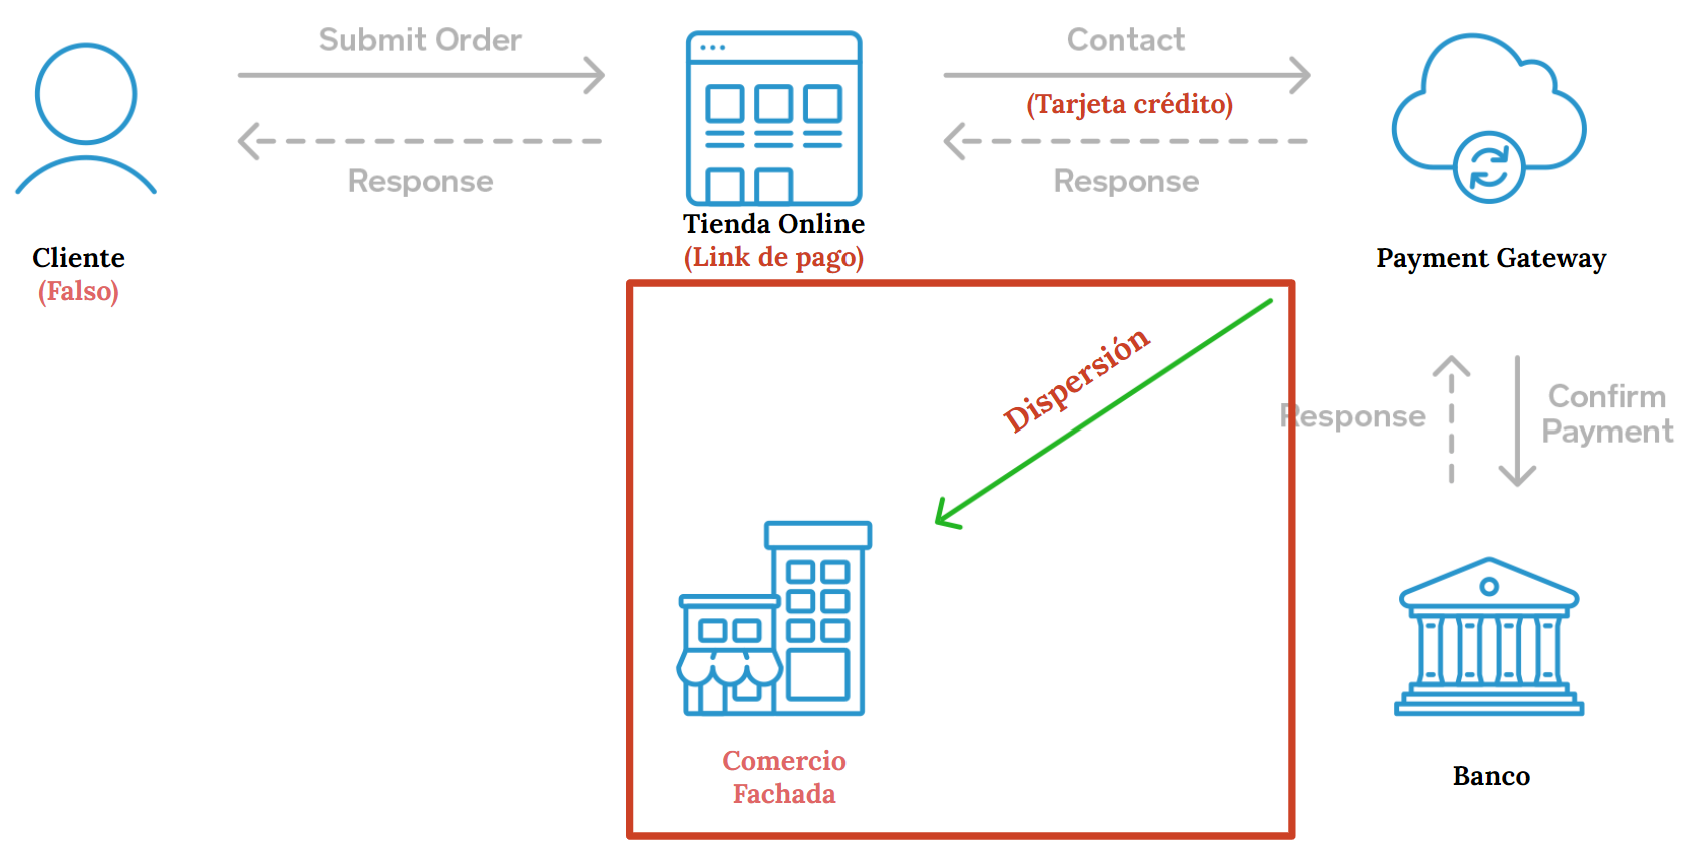 Submit Order
Contact
(Tarjeta crédito)
Response
Response
Tienda Online
(Link de pago)
Cliente
(Falso)
Payment Gateway
Dispersión
Response
Confirm
Payment
Comercio
Fachada
Banco